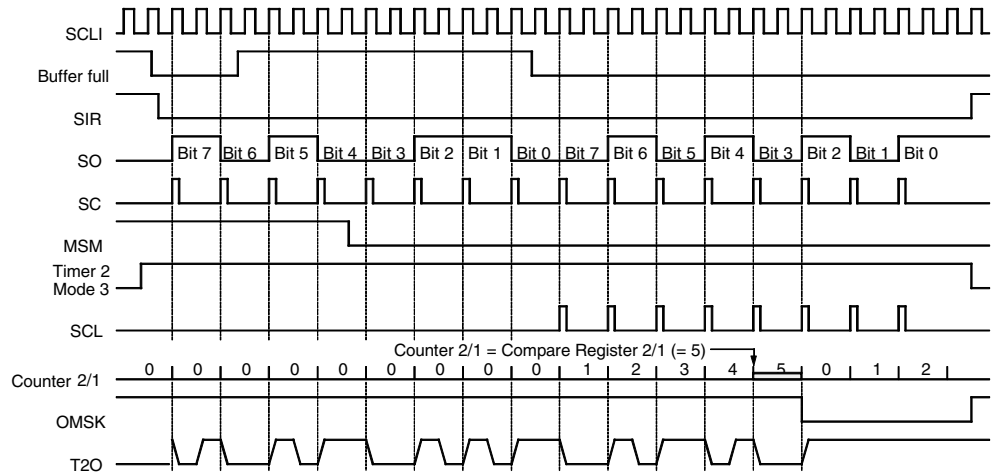 SCLI
Buffer full
SIR
SO Bit 7 Bit 6 Bit 5 Bit 4 Bit 3 Bit 2 Bit 1 Bit 0 Bit 7 Bit 6 Bit 5 Bit 4 Bit 3 Bit 2 Bit 1 Bit 0
SC
MSM
Timer 2
Mode 3
SCL
Counter 2/1 = Compare Register 2/1 (= 5)
Counter 2/1 0 0 0 0 0 0 0 0 0 1 2 3 4 5 0 1 2
OMSK
T2O